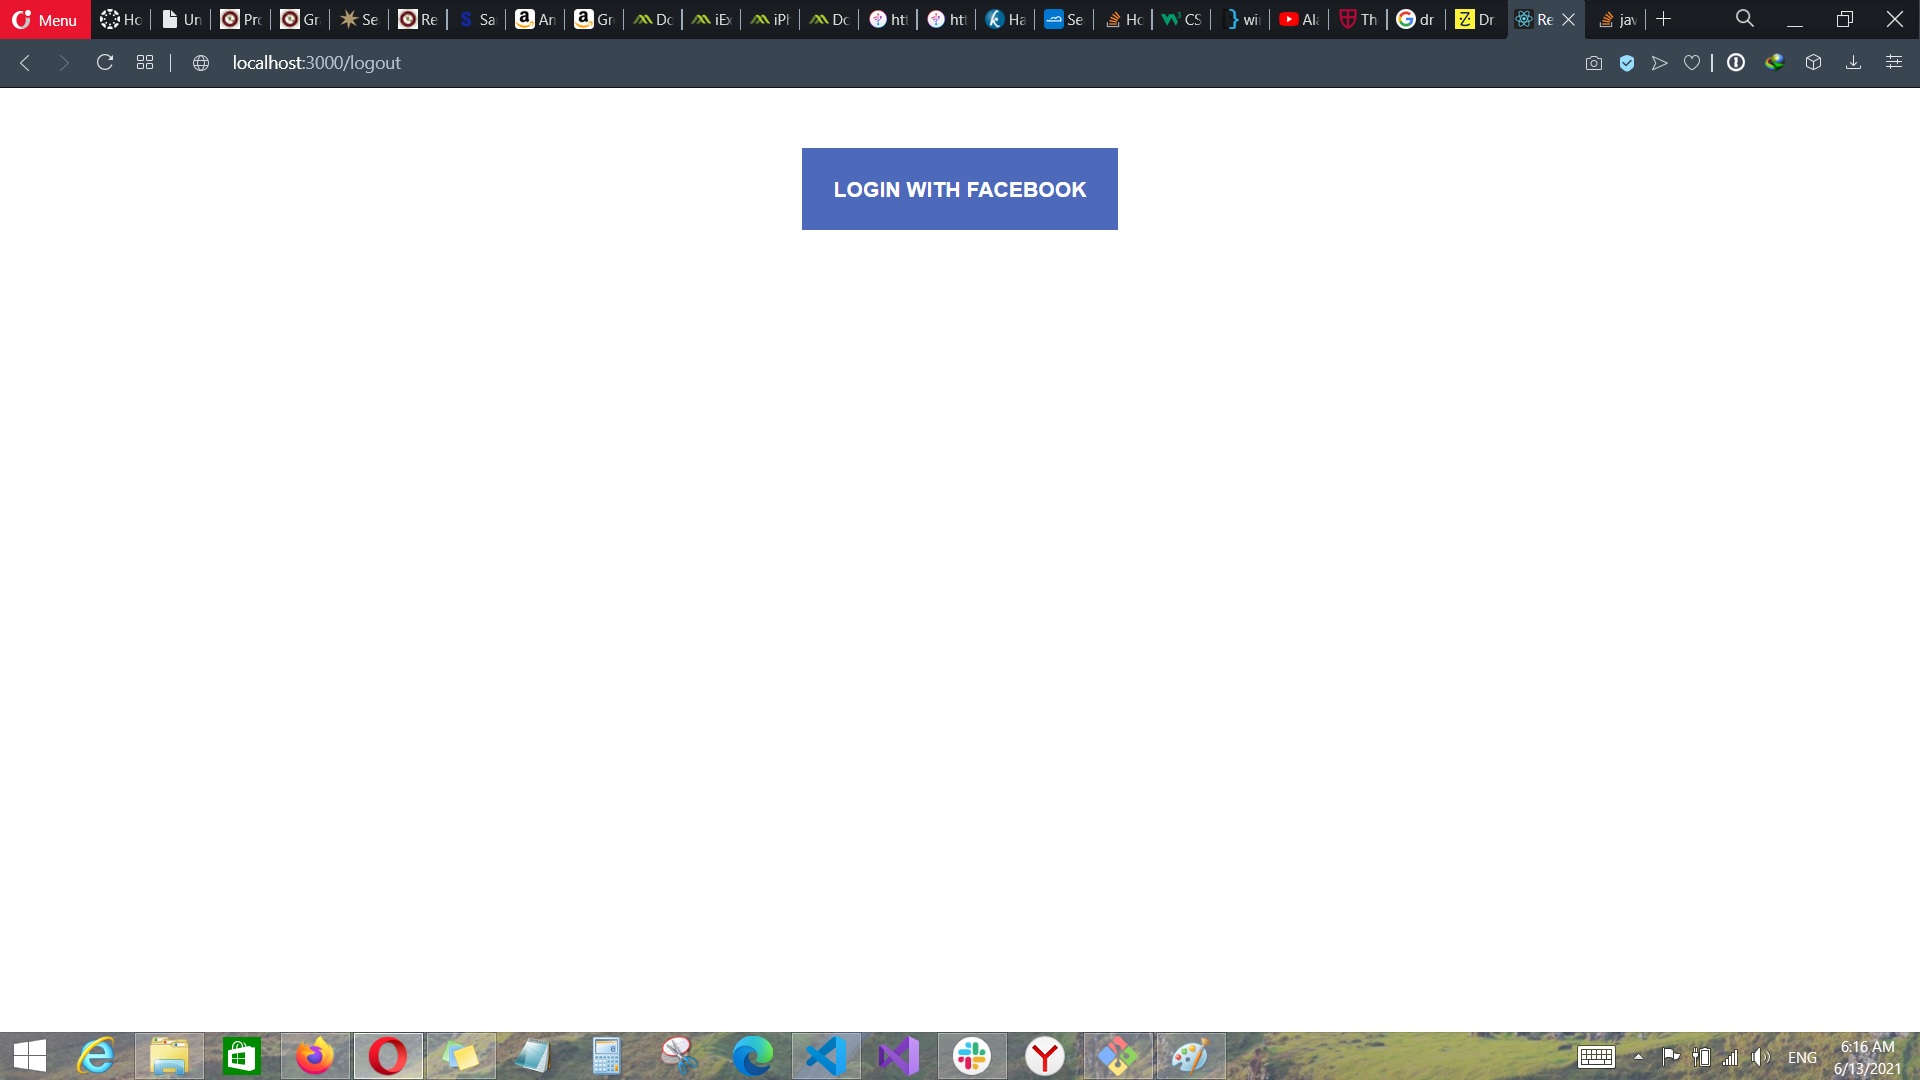 Menu Ho Un Pro Gr Se Re Sa An Gr Do iEx iPh Do htt htt Ha Se Ho CS wi Ala Th dr Dr Re jav
localhost:3000/logout
LOGIN WITH FACEBOOK
ENG
6:16 AM
6/13/2021